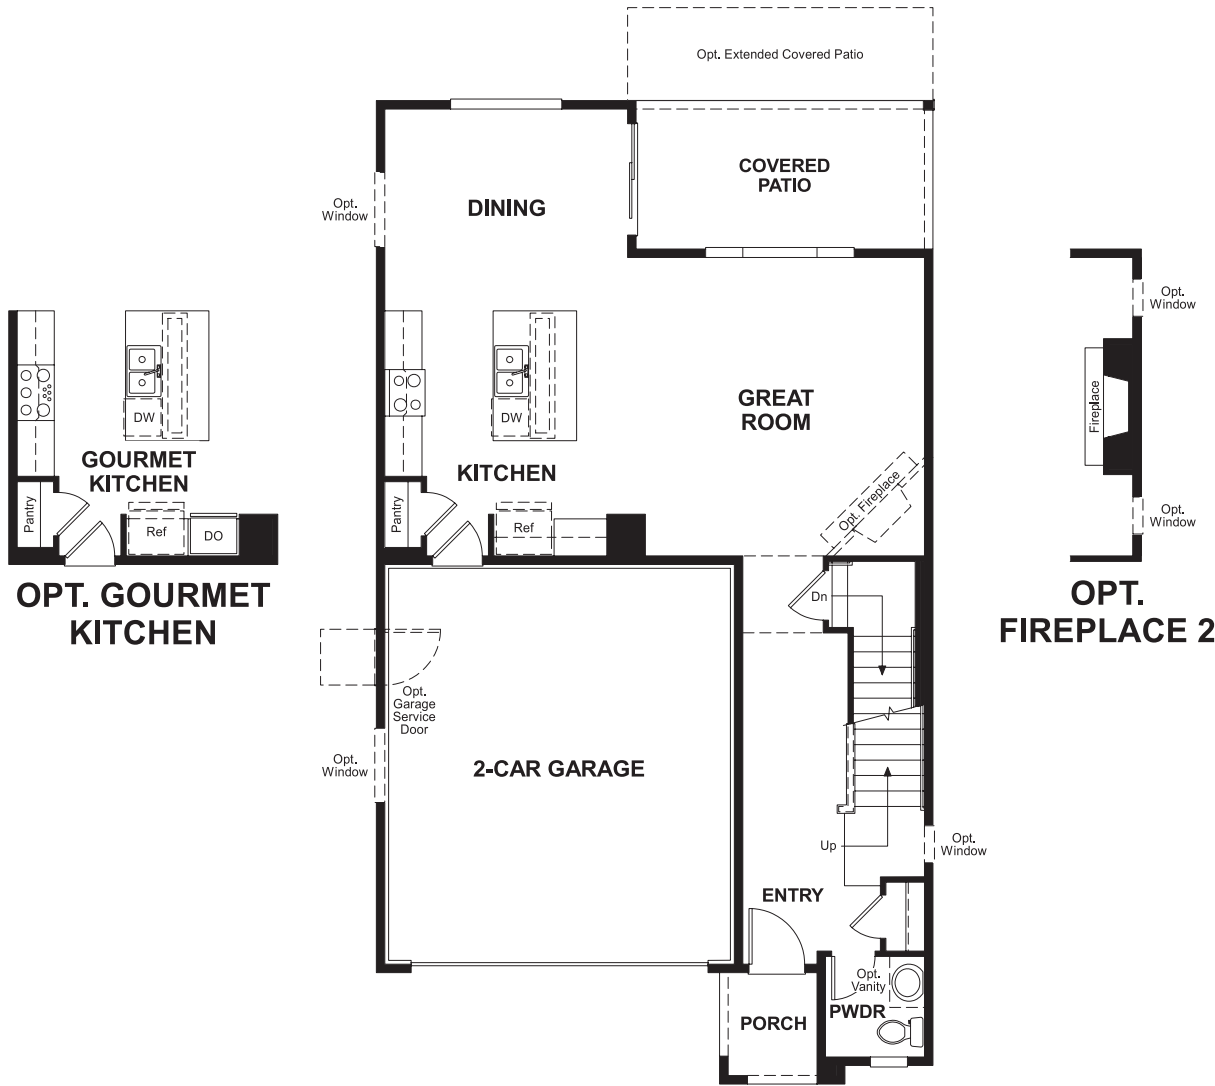 Opt. Extended Covered Patio
COVERED
PATIO
DINING
Opt.
Window
Opt.
Window
DW
GOURMET
KITCHEN
Pantry
Ref
DO
OPT. GOURMET
KITCHEN
DW
KITCHEN
Pantry
Ref
GREAT
ROOM
Opt. Fireplace
Fireplace
Opt.
Window
OPT.
FIREPLACE 2
Dn
Opt.
Garage
Service
Door
Opt.
Window
2-CAR GARAGE
Up
Opt.
Window
ENTRY
Opt.
Vanity
PWDR
PORCH